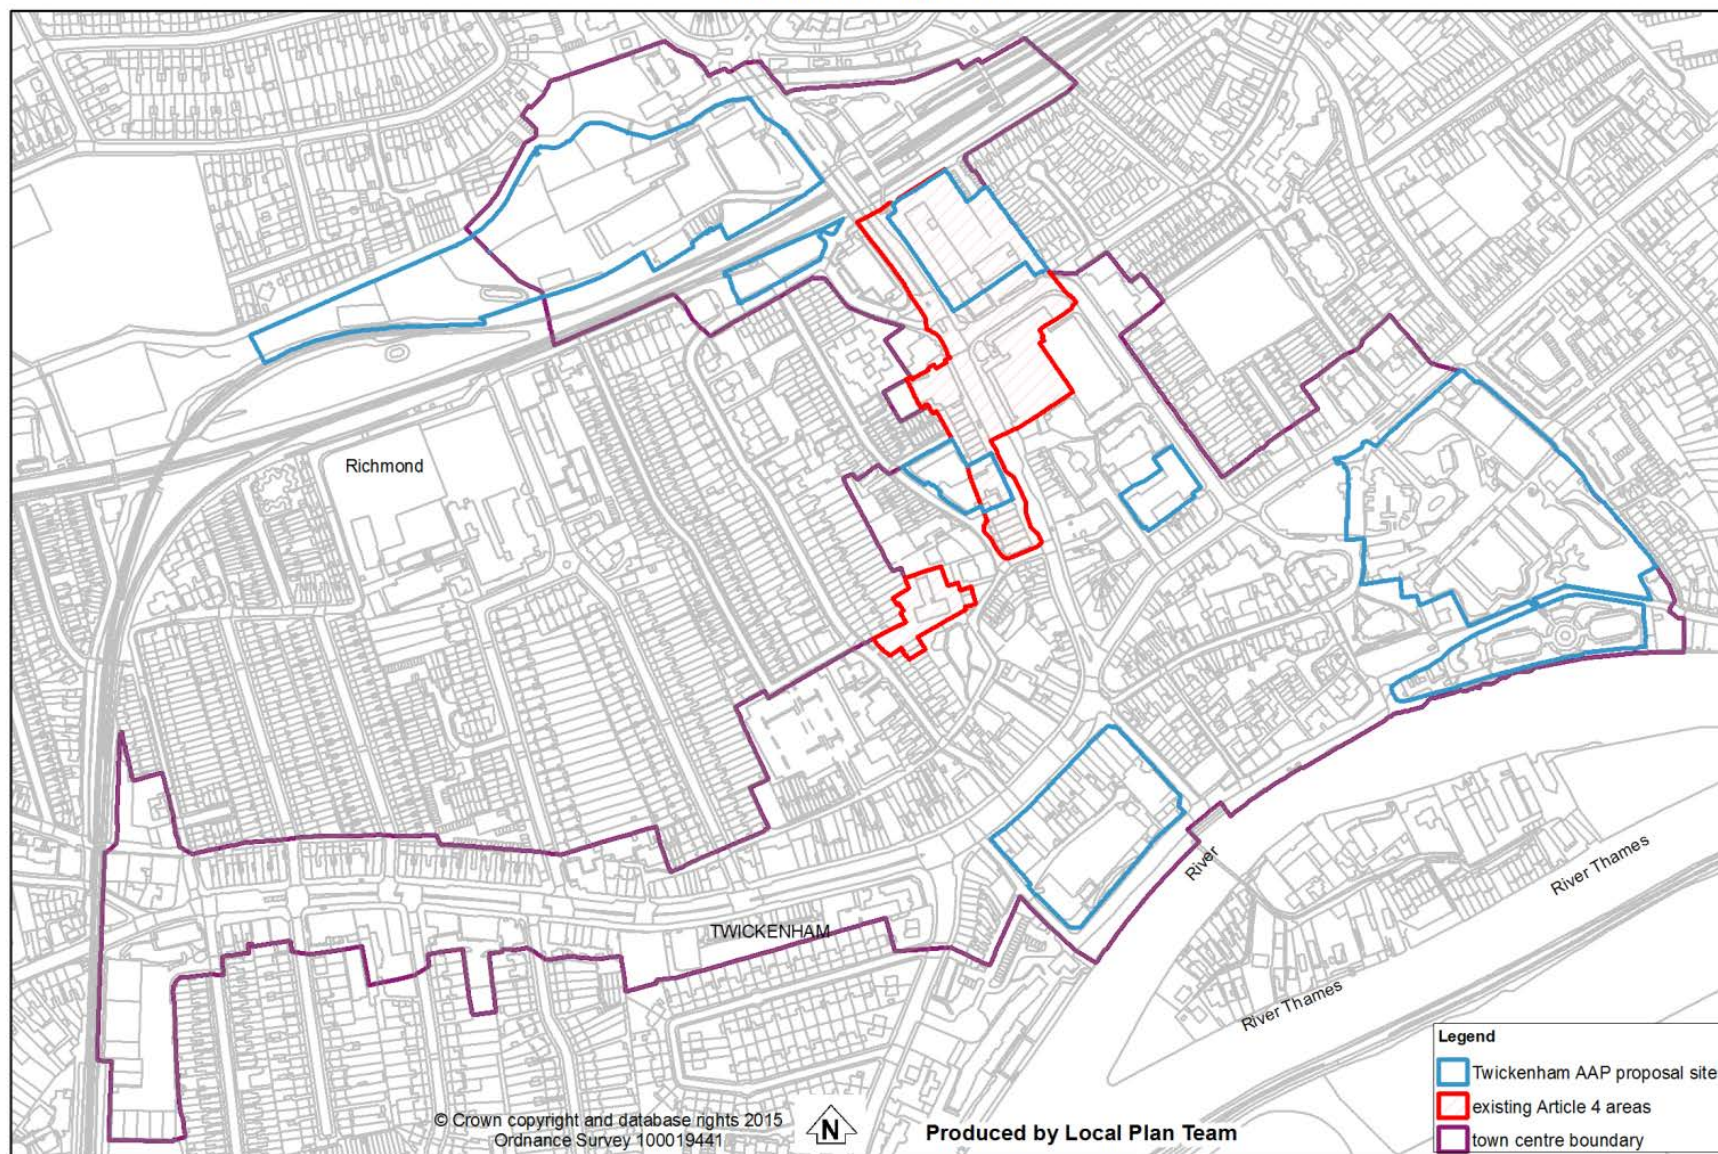 Richmond
TWICKENHAM
River
River Thames
River Thames
© Crown copyright and database rights 2015
Ordnance Survey 100019441
N
Produced by Local Plan Team
Legend
Twickenham AAP proposal site
existing Article 4 areas
town centre boundary